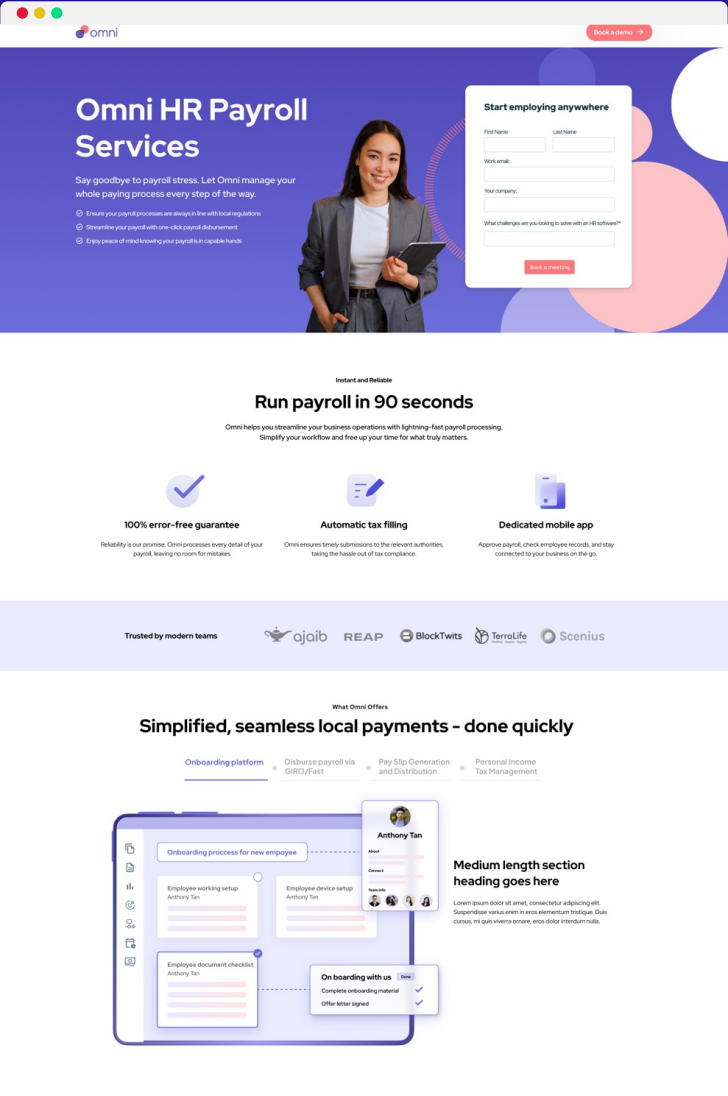 omni
Book a demo
Omni HR Payroll
Services
Say goodbye to payroll stress. Let Omni manage your
whole paying process every step of the way.
Ensure your payroll processes are always in line with local regulations
Streamline your payroll with one-click payroll disbursement
Enjoy peace of mind knowing your payroll is in capable hands
Start employing anywwhere
First Name
Last Name
Work email:
Your company:
What challenges are you looking to solve with an HR software?*
Book a meeting
Instant and Reliable
Run payroll in 90 seconds
Omni helps you streamline your business operations with lightning-fast payroll processing.
Simplify your workflow and free up your time for what truly matters.
100% error-free guarantee
Reliability is our promise. Omni processes every detail of your
payroll, leaving no room for mistakes
Automatic tax filling
Omni ensures timely submissions to the relevant authorities,
taking the hassle out of tax compliance.
Dedicated mobile app
Approve payroll, check employee records, and stay
connected to your business on the go.
Trusted by modern teams
ajaib
REAP
BlockTwits
TerraLife
Scenius
What Omni Offers
Simplified, seamless local payments - done quickly
Onboarding platform
Disburse payroll via
GIRO/Fast
Pay Slip Generation
and Distribution
Personal Income
Tax Management
Anthony Tan
About
Connect
Team info
Onboarding proccess for new empoyee
Employee working setup
Anthony Tan
Employee device setup
Anthony Tan
Employee document checklist
Anthony Tan
On boarding with us
Done
Complete onboarding material
Offer letter signed
Medium length section
heading goes here
Lorem ipsum dolor sit amet, consectetur adipiscing elit.
Suspendisse varius enim in eros elementum tristique. Duis
cursus, mi quis viverra ornare, eros dolor interdum nulla.